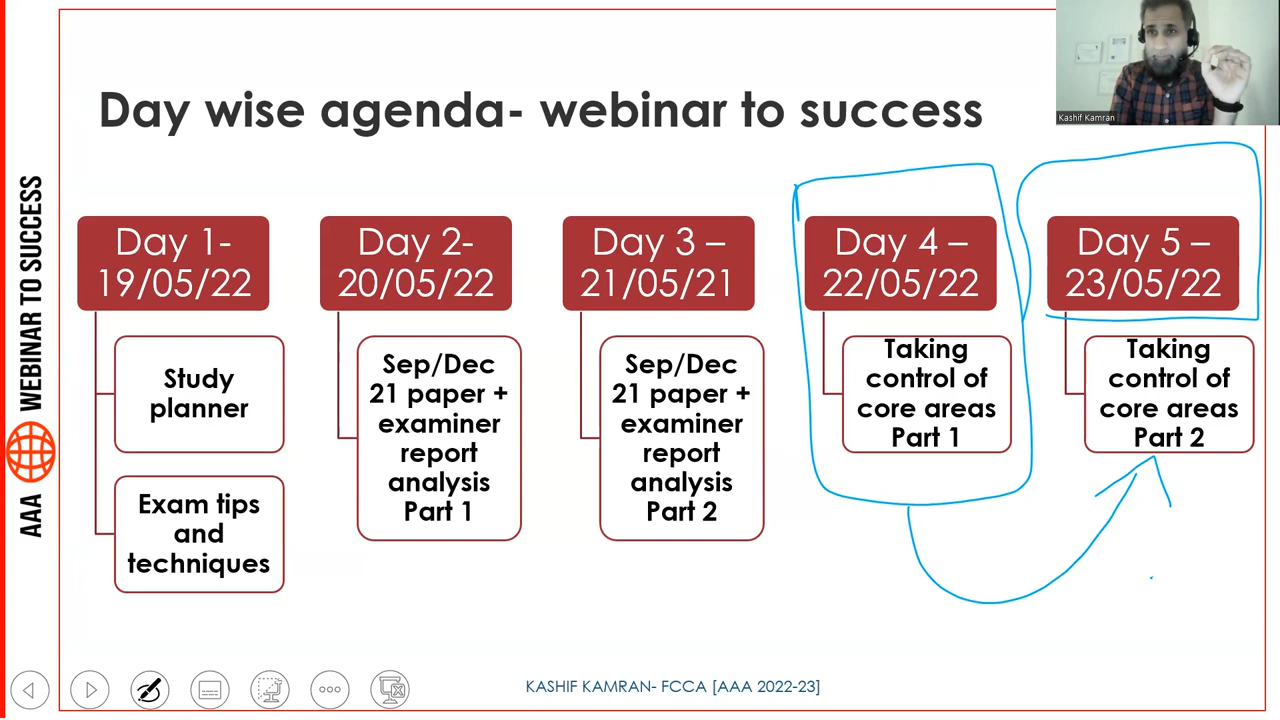 Kashif Kamran
Day wise agenda- webinar to success
AAA WEBINAR TO SUCCESS
Day 1-
19/05/22
Study
planner
Exam tips
and
techniques
Day 2-
20/05/22
Sep/Dec
21 paper +
examiner
report
analysis
Part 1
Day 3 –
21/05/21
Sep/Dec
21 paper +
examiner
report
analysis
Part 2
Day 4 –
22/05/22
Taking
control of
core areas
Part 1
Day 5 –
23/05/22
Taking
control of
core areas
Part 2
KASHIF KAMRAN- FCCA [AAA 2022-23]